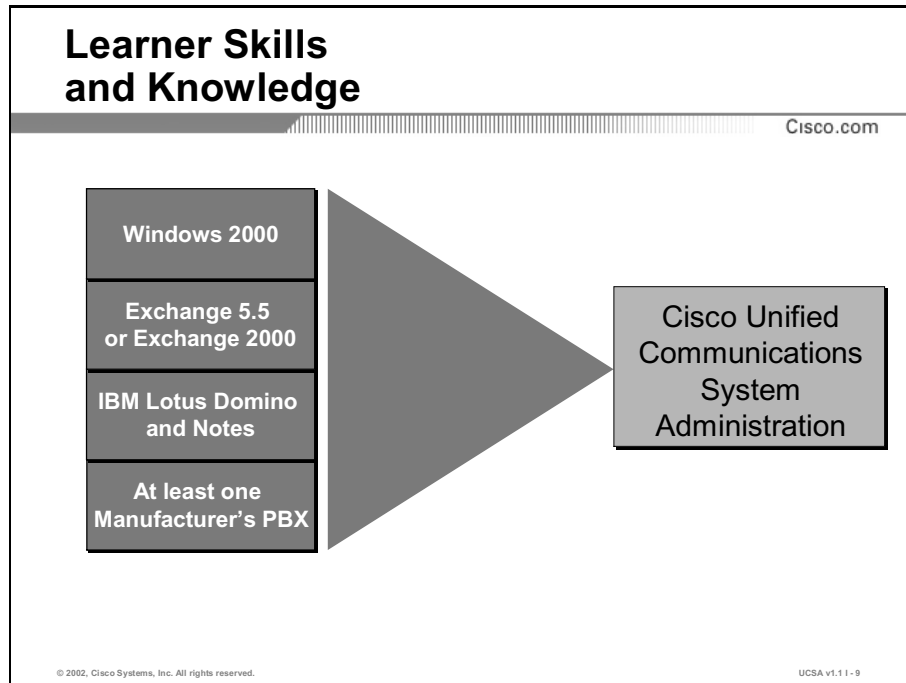 Learner Skills
and Knowledge
Cisco.com
Windows 2000
Exchange 5.5
or Exchange 2000
IBM Lotus Domino
and Notes
At least one
Manufacturer’s PBX
Cisco Unified
Communications
System
Administration
© 2002, Cisco Systems, Inc. All rights reserved.
UCSA v1.1 I - 9